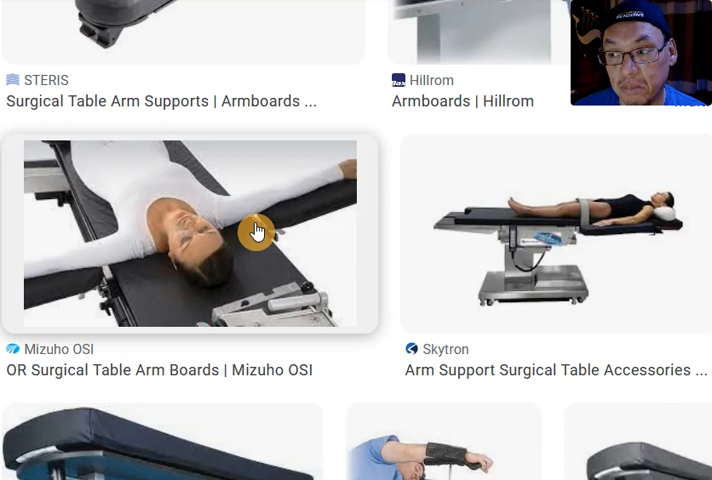 STERIS
Surgical Table Arm Supports | Armboards ...
Hillrom
Armboards | Hillrom
Mizuho OSI
OR Surgical Table Arm Boards | Mizuho OSI
Skytron
Arm Support Surgical Table Accessories ...